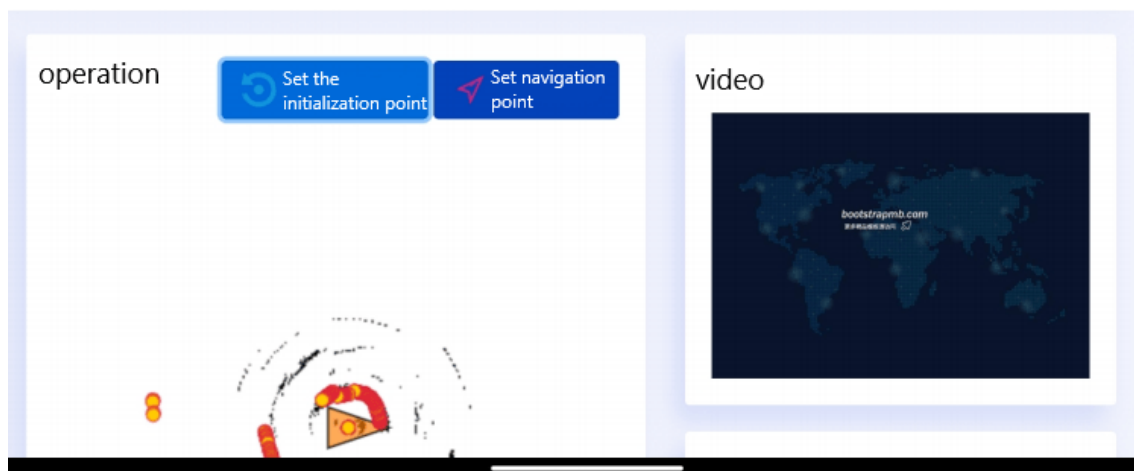 operation
Set the
initialization point
Set navigation
point
video
bootstrapmb.com